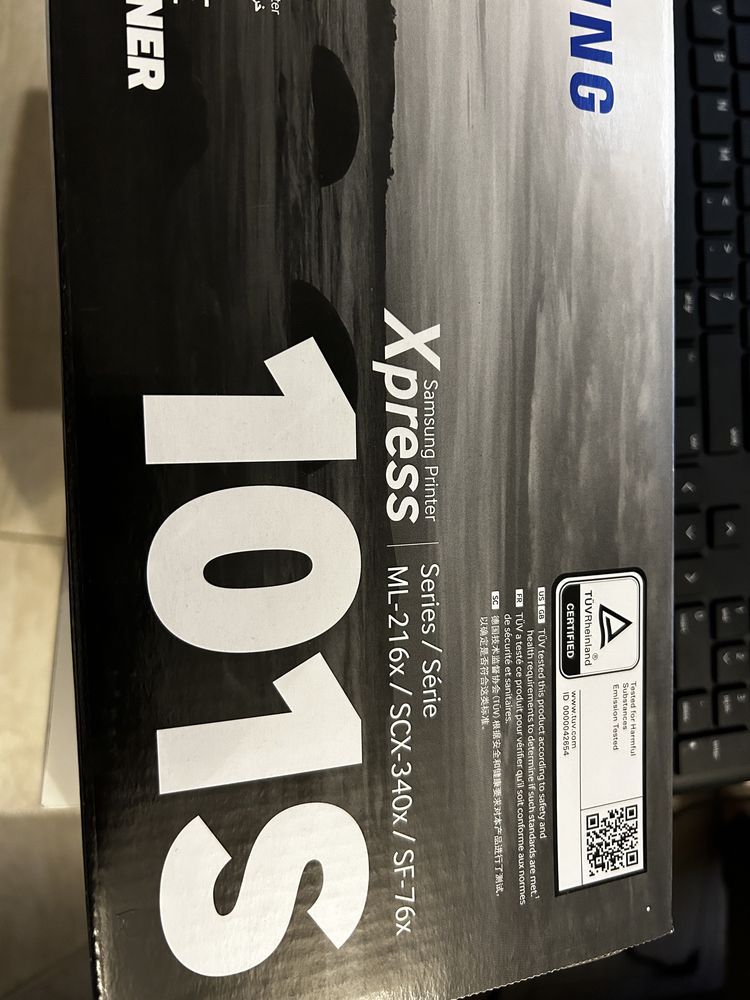 NG
Samsung Printer
Xpress
Series / Série
ML-216x / SCX-340x / SF-76x
101S
TÜVRheinland®
CERTIFIED
Tested for Harmful
Substances
Emission Tested
www.tuv.com
ID 0000042654
US GB TÜV tested this product according to safety and
health requirements to determine if such standards are met.¹
FR TÜV a testé ce produit pour vérifier qu'il soit conforme aux normes
de sécurité et sanitaires.
SC 德国技术监督协会 (TÜV) 根据安全和健康要求对本产品进行了测试,
以确定是否符合这类标准。
NER